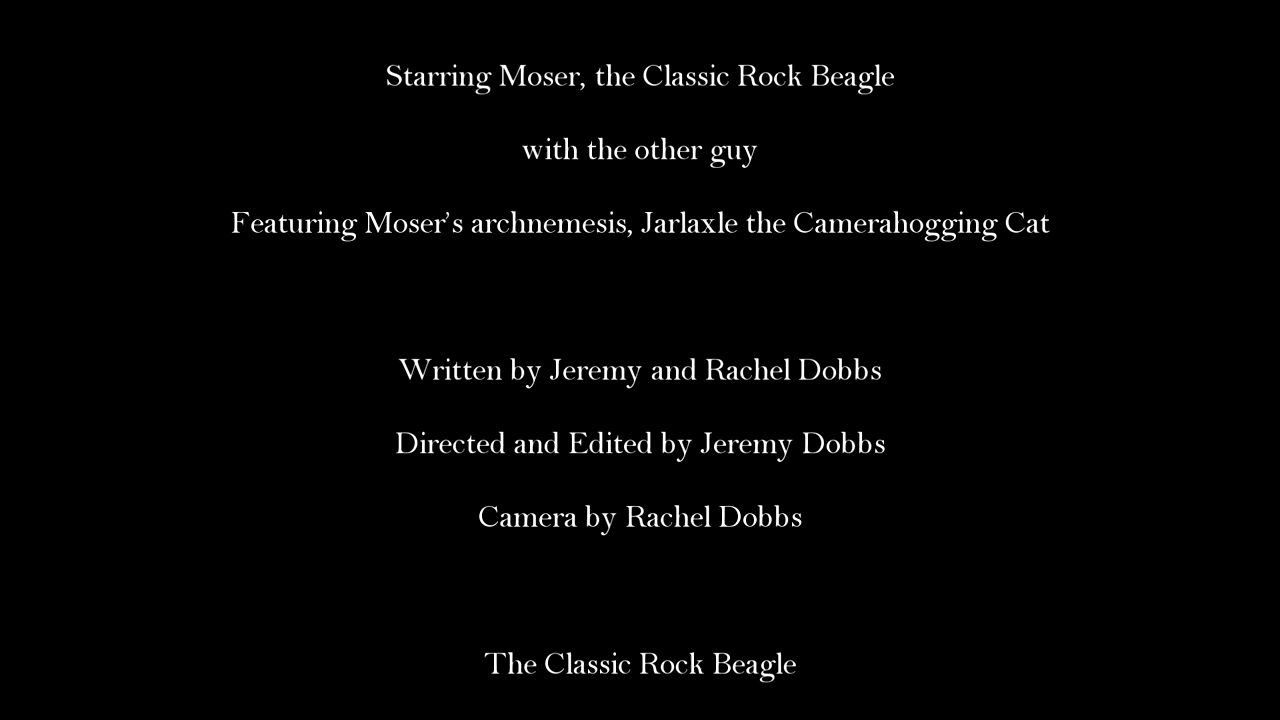 Starring Moser, the Classic Rock Beagle
with the other guy
Featuring Moser's archnemesis, Jarlaxle the Camerahogging Cat
Written by Jeremy and Rachel Dobbs
Directed and Edited by Jeremy Dobbs
Camera by Rachel Dobbs
The Classic Rock Beagle